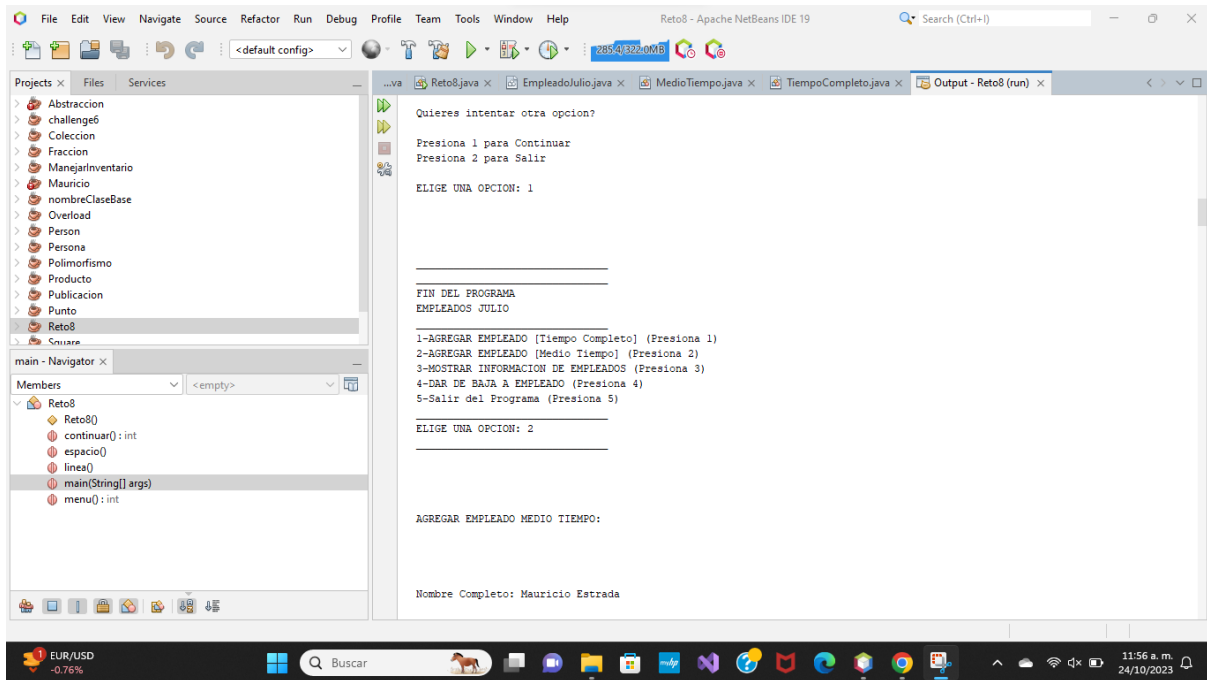 File Edit View Navigate Source Refactor Run Debug Profile Team Tools Window Help
Reto8 - Apache NetBeans IDE 19
Search (Ctrl+I)
<default config>
285.4/322.0MB
Projects Files Services
...va Reto8.java EmpleadoJulio.java MedioTiempo.java TiempoCompleto.java Output - Reto8 (run)
Abstraccion
challenge6
Coleccion
Fraccion
ManejarInventario
Mauricio
nombreClaseBase
Overload
Person
Persona
Polimorfismo
Producto
Publicacion
Punto
Reto8
Square
main - Navigator
Members
<empty>
Reto8
Reto8()
continuar() : int
espacio()
linea()
main(String[] args)
menu() : int
Quieres intentar otra opcion?
Presiona 1 para Continuar
Presiona 2 para Salir
ELIGE UNA OPCION: 1
FIN DEL PROGRAMA
EMPLEADOS JULIO
1-AGREGAR EMPLEADO [Tiempo Completo] (Presiona 1)
2-AGREGAR EMPLEADO [Medio Tiempo] (Presiona 2)
3-MOSTRAR INFORMACION DE EMPLEADOS (Presiona 3)
4-DAR DE BAJA A EMPLEADO (Presiona 4)
5-Salir del Programa (Presiona 5)
ELIGE UNA OPCION: 2
AGREGAR EMPLEADO MEDIO TIEMPO:
Nombre Completo: Mauricio Estrada
1
EUR/USD
-0.76%
Buscar
11:56 a. m.
24/10/2023